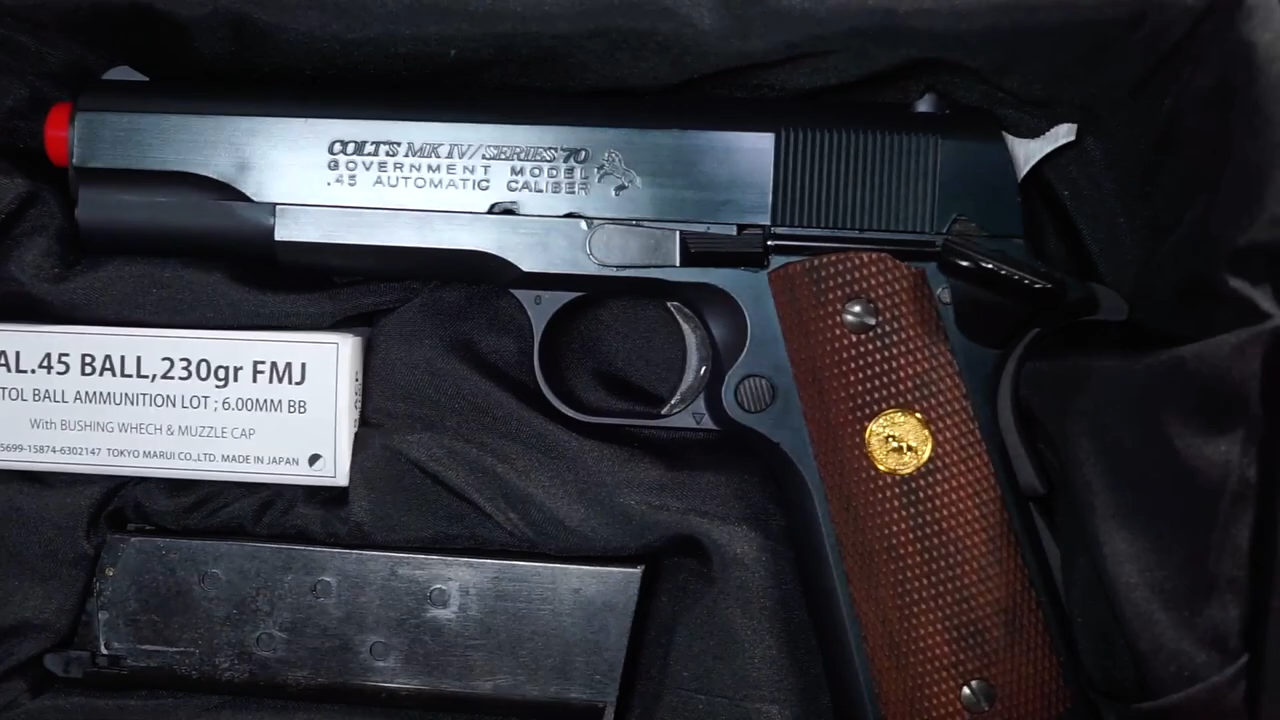 COLT'S MK IV/SERIES'70
GOVERNMENT MODEL
.45 AUTOMATIC CALIBER
6
AL.45 BALL,230gr FMJ
TOL BALL AMMUNITION LOT ; 6.00MM BB
With BUSHING WHECH & MUZZLE CAP
5699-15874-6302147 TOKYO MARUI CO.,LTD. MADE IN JAPAN